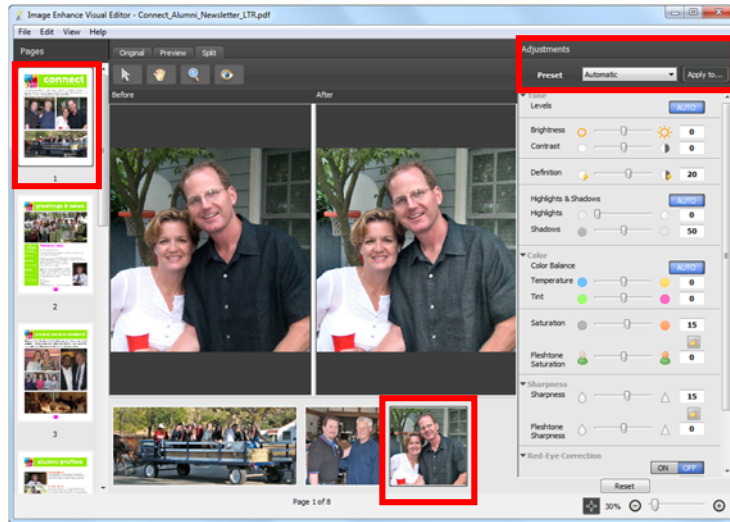 Image Enhance Visual Editor - Connect_Alumni_Newsletter_LTR.pdf
File Edit View Help
Pages
Original Preview Split
Adjustments
Preset Automatic Apply to...
Before After
connect
1
greetings & news
2
3
alumni profiles
Tone
Levels AUTO
Brightness 0
Contrast 0
Definition 20
Highlights & Shadows AUTO
Highlights 0
Shadows 50
Color
Color Balance AUTO
Temperature 0
Tint 0
Saturation 15
Fleshtone
Saturation 0
Sharpness
Sharpness 15
Fleshtone
Sharpness 0
Red-Eye Correction
ON OFF
Reset
Page 1 of 8
30%